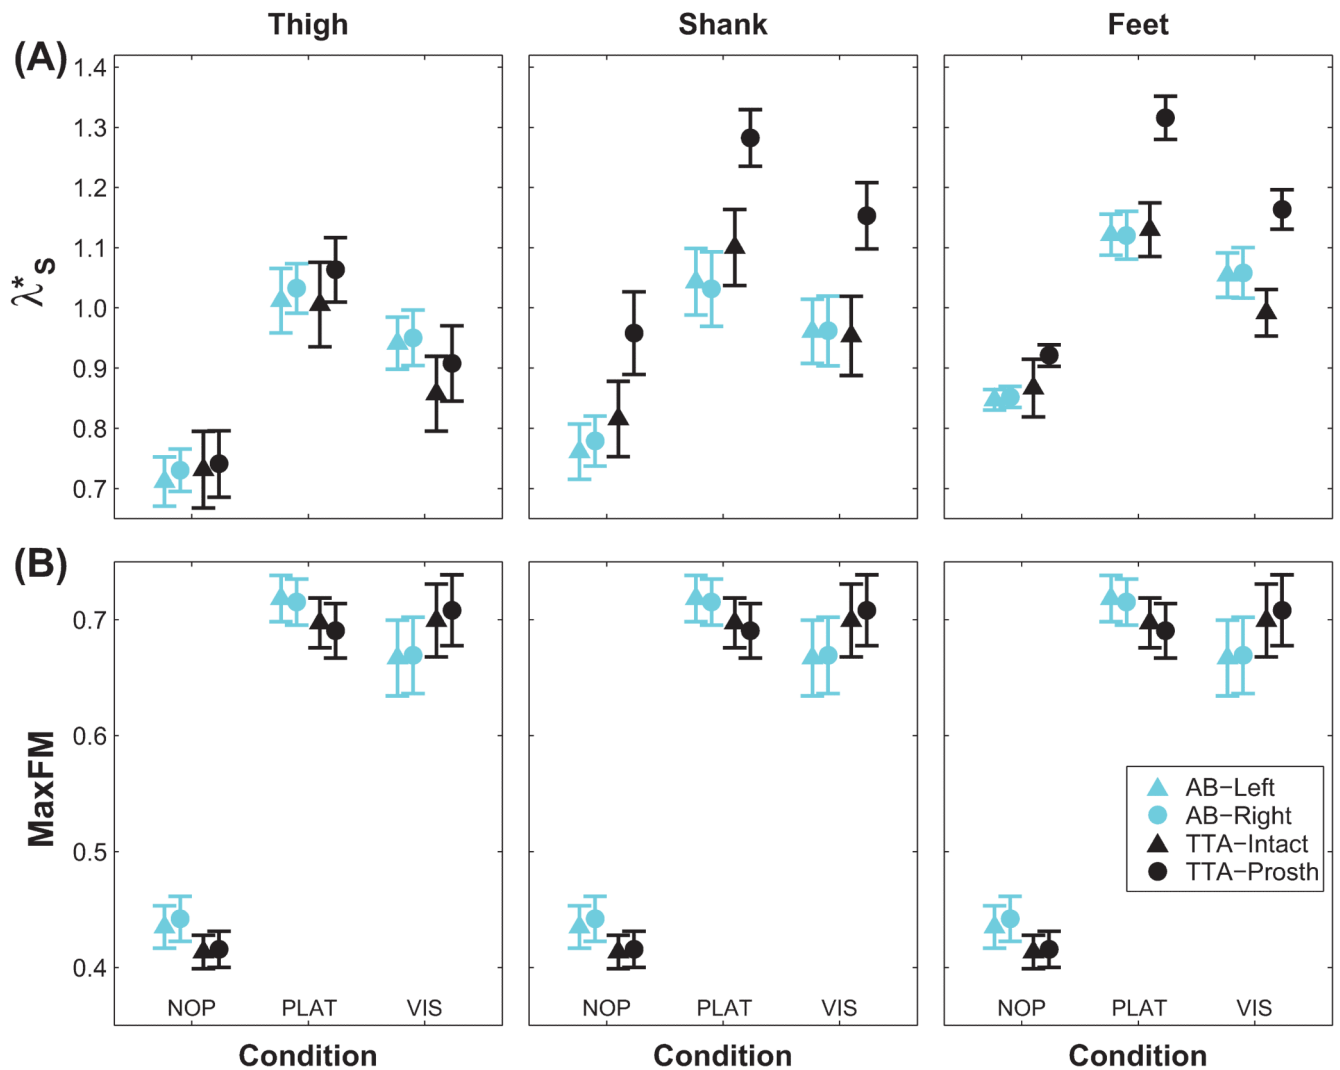 Thigh Shank Feet
(A)
λ*s
1.4
1.3
1.2
1.1
1.0
0.9
0.8
0.7
(B)
MaxFM
0.7
0.6
0.5
0.4
AB−Left
AB−Right
TTA−Intact
TTA−Prosth
NOP PLAT VIS NOP PLAT VIS NOP PLAT VIS
Condition Condition Condition